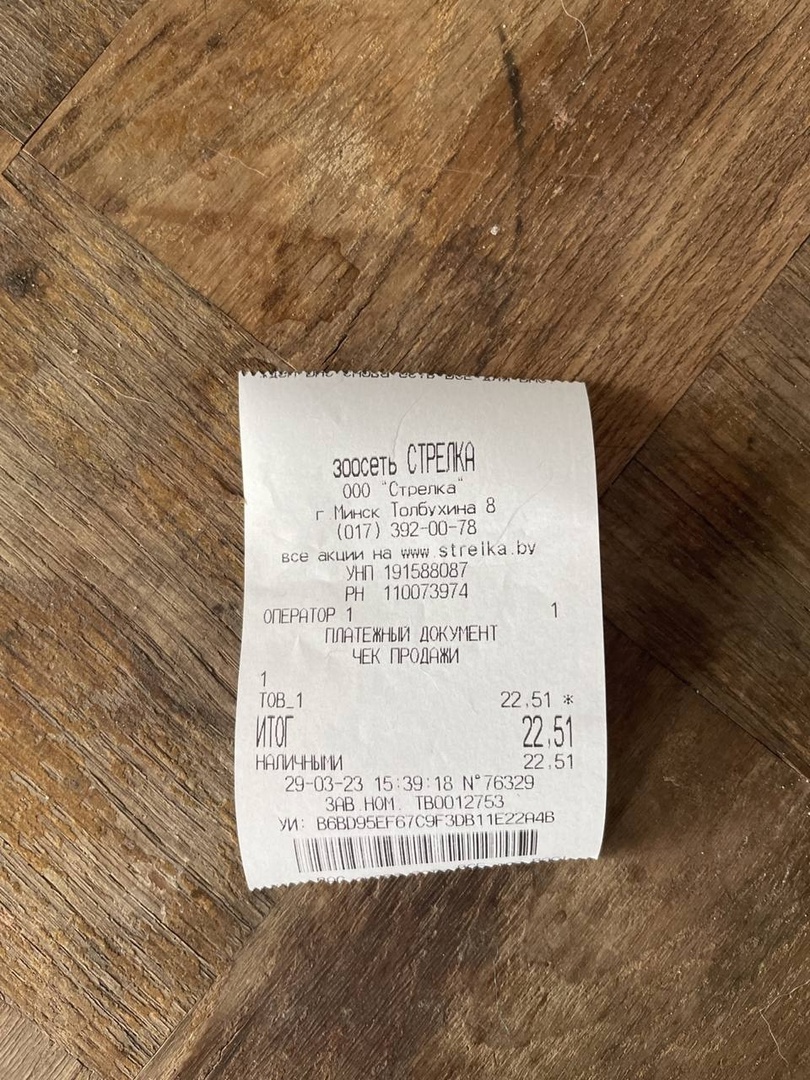 зоосеть СТРЕЛКА
ООО "Стрелка"
г Минск Толбухина 8
(017) 392-00-78
все акции на www.strelka.by
УНП 191588087
РН 110073974
ОПЕРАТОР 1 1
ПЛАТЕЖНЫЙ ДОКУМЕНТ
ЧЕК ПРОДАЖИ
1
ТОВ_1 22,51 *
ИТОГ 22,51
НАЛИЧНЫМИ 22,51
29-03-23 15:39:18 N°76329
ЗАВ.НОМ. ТВ0012753
УИ: B6BD95EF67C9F3DB11E22A4B